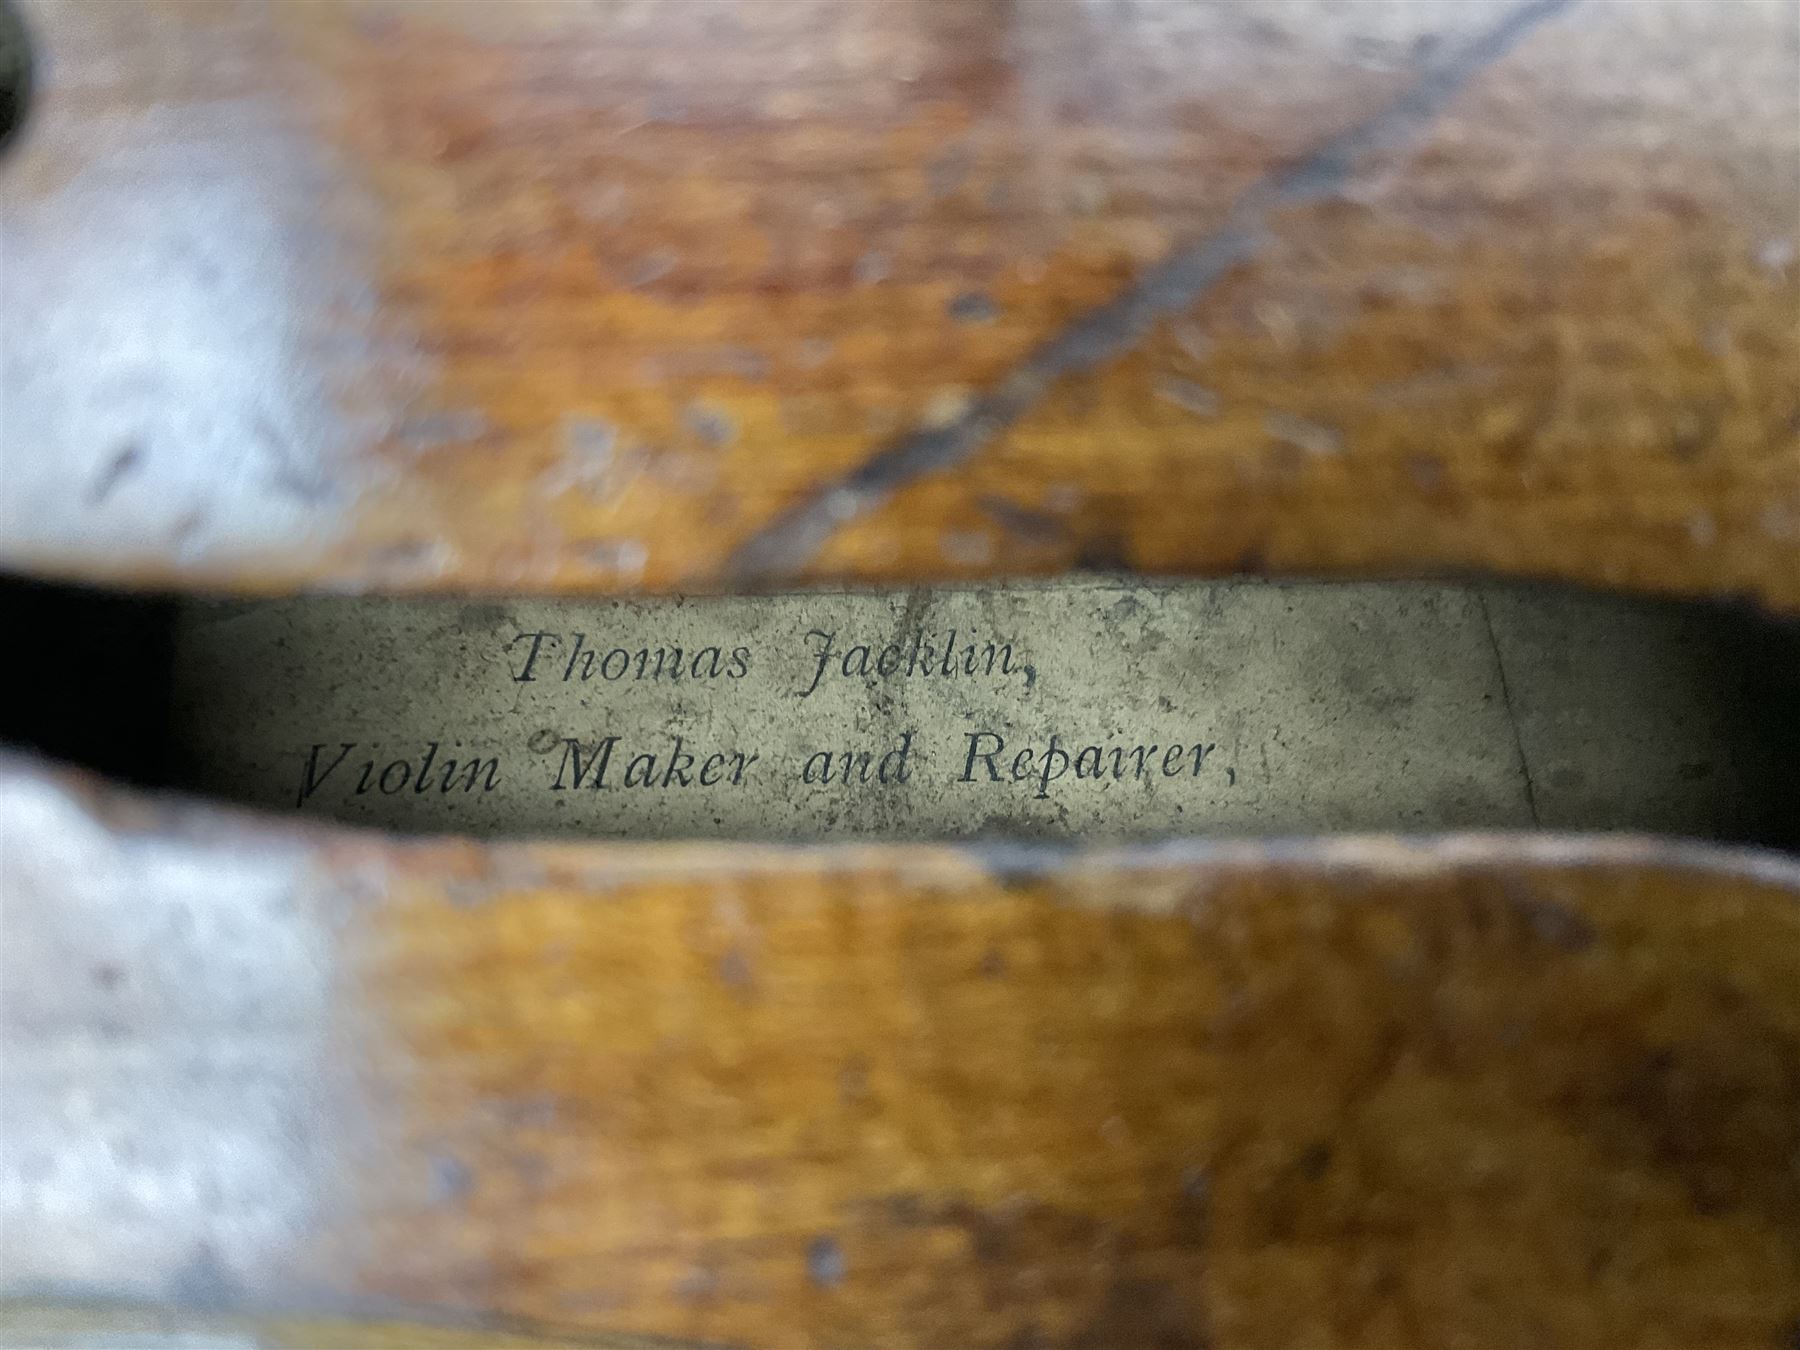 Thomas Jacklin,
Violin Maker and Repairer,